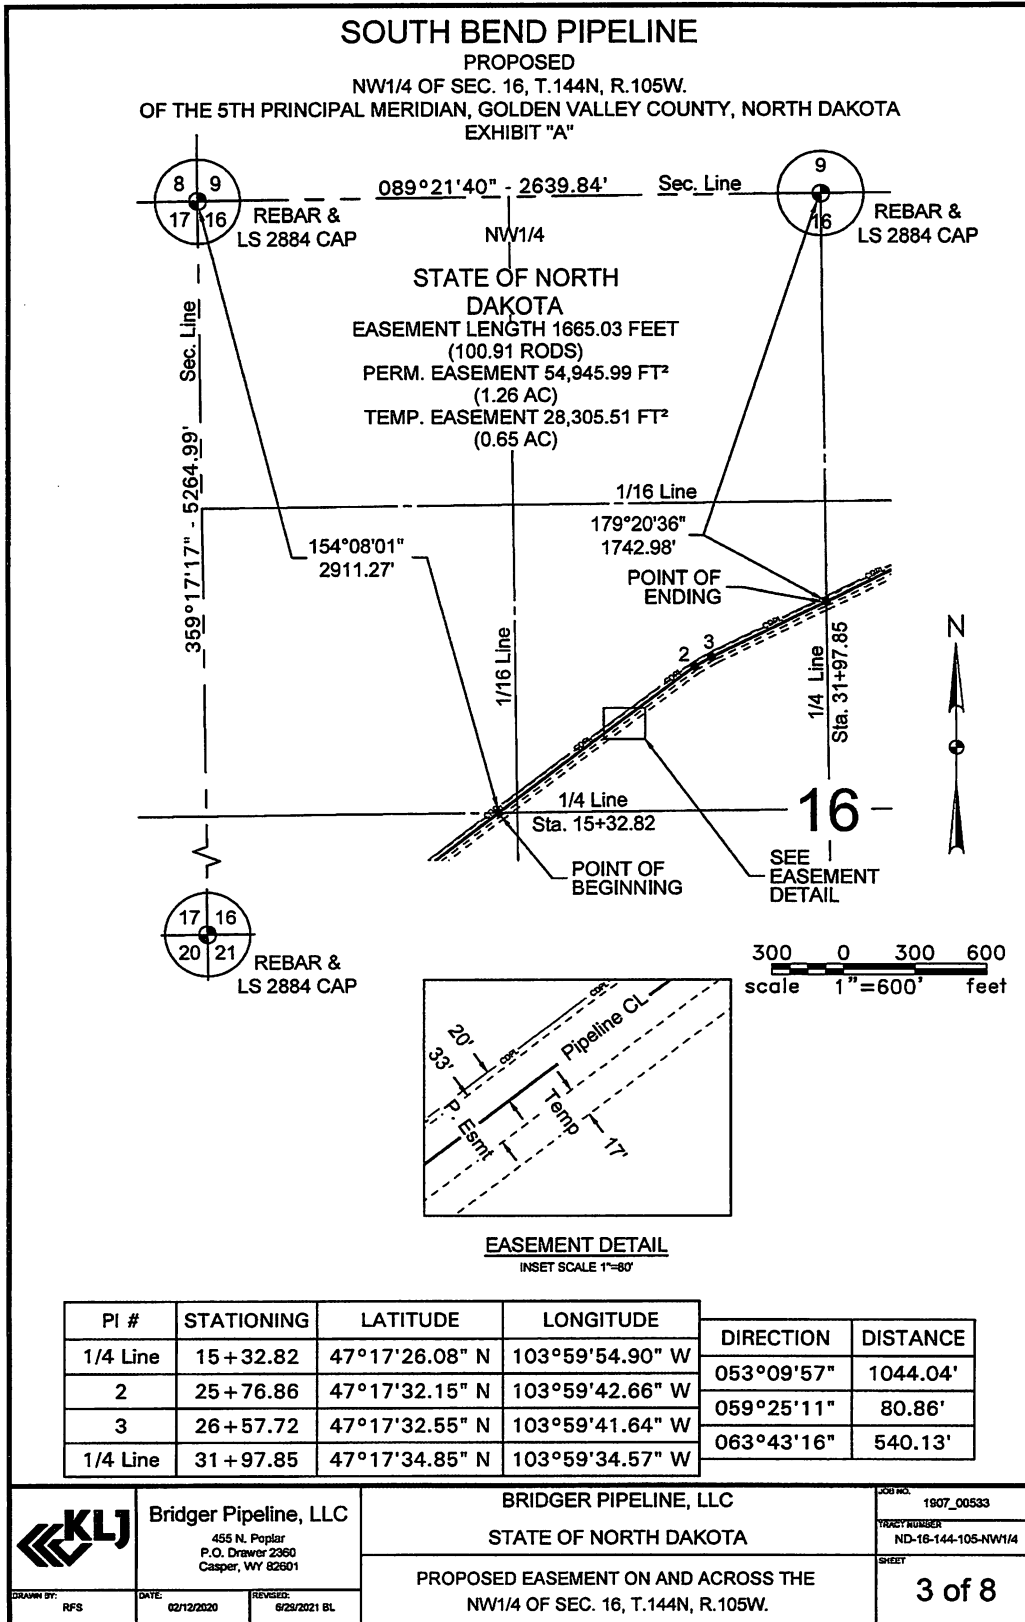 SOUTH BEND PIPELINE
PROPOSED
NW1/4 OF SEC. 16, T.144N, R.105W.
OF THE 5TH PRINCIPAL MERIDIAN, GOLDEN VALLEY COUNTY, NORTH DAKOTA
EXHIBIT "A"
8 9
17 16
REBAR &
LS 2884 CAP
089°21'40" - 2639.84'
Sec. Line
9
16
REBAR &
LS 2884 CAP
NW1/4
STATE OF NORTH
DAKOTA
EASEMENT LENGTH 1665.03 FEET
(100.91 RODS)
PERM. EASEMENT 54,945.99 FT²
(1.26 AC)
TEMP. EASEMENT 28,305.51 FT²
(0.65 AC)
Sec. Line
359°17'17" - 5264.99'
1/16 Line
154°08'01"
2911.27'
179°20'36"
1742.98'
POINT OF
ENDING
CDPL
CDPL
CDPL
CDPL
CDPL
2
3
1/16 Line
1/4 Line
Sta. 31+97.85
N
1/4 Line
Sta. 15+32.82
16
POINT OF
BEGINNING
SEE
EASEMENT
DETAIL
17 16
20 21
REBAR &
LS 2884 CAP
300 0 300 600
scale 1"=600' feet
CDPL
CDPL
20'
33'
Pipeline CL
P. Esmt
Temp
17'
EASEMENT DETAIL
INSET SCALE 1"=80'
PI # STATIONING LATITUDE LONGITUDE
1/4 Line 15+32.82 47°17'26.08" N 103°59'54.90" W
2 25+76.86 47°17'32.15" N 103°59'42.66" W
3 26+57.72 47°17'32.55" N 103°59'41.64" W
1/4 Line 31+97.85 47°17'34.85" N 103°59'34.57" W
DIRECTION DISTANCE
053°09'57" 1044.04'
059°25'11" 80.86'
063°43'16" 540.13'
KLJ
Bridger Pipeline, LLC
455 N. Poplar
P.O. Drawer 2360
Casper, WY 82601
DRAWN BY:
RFS
DATE:
02/12/2020
REVISED:
6/29/2021 BL
BRIDGER PIPELINE, LLC
STATE OF NORTH DAKOTA
PROPOSED EASEMENT ON AND ACROSS THE
NW1/4 OF SEC. 16, T.144N, R.105W.
JOB NO.
1907_00533
TRACT NUMBER
ND-16-144-105-NW1/4
SHEET
3 of 8